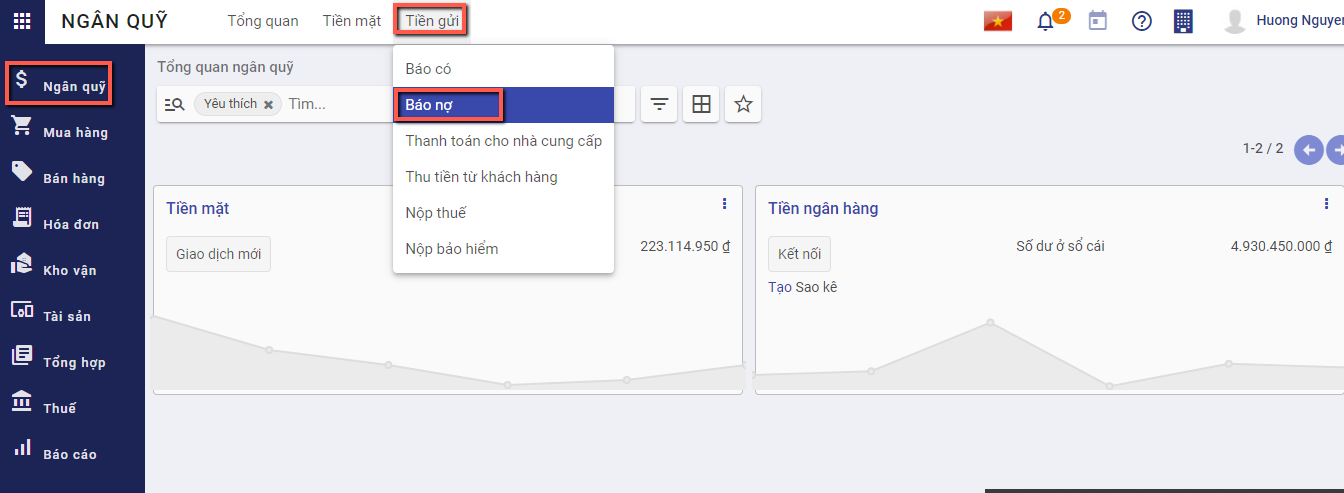 NGÂN QUỸ Tổng quan Tiền mặt Tiền gửi 2 Huong Nguyen
Ngân quỹ
Mua hàng
Bán hàng
Hóa đơn
Kho vận
Tài sản
Tổng hợp
Thuế
Báo cáo
Báo có
Báo nợ
Thanh toán cho nhà cung cấp
Thu tiền từ khách hàng
Nộp thuế
Nộp bảo hiểm
Tổng quan ngân quỹ
Yêu thích Tìm...
1-2 / 2
Tiền mặt
Giao dịch mới 223.114.950 ₫
Tiền ngân hàng
Kết nối Số dư ở sổ cái 4.930.450.000 ₫
Tạo Sao kê